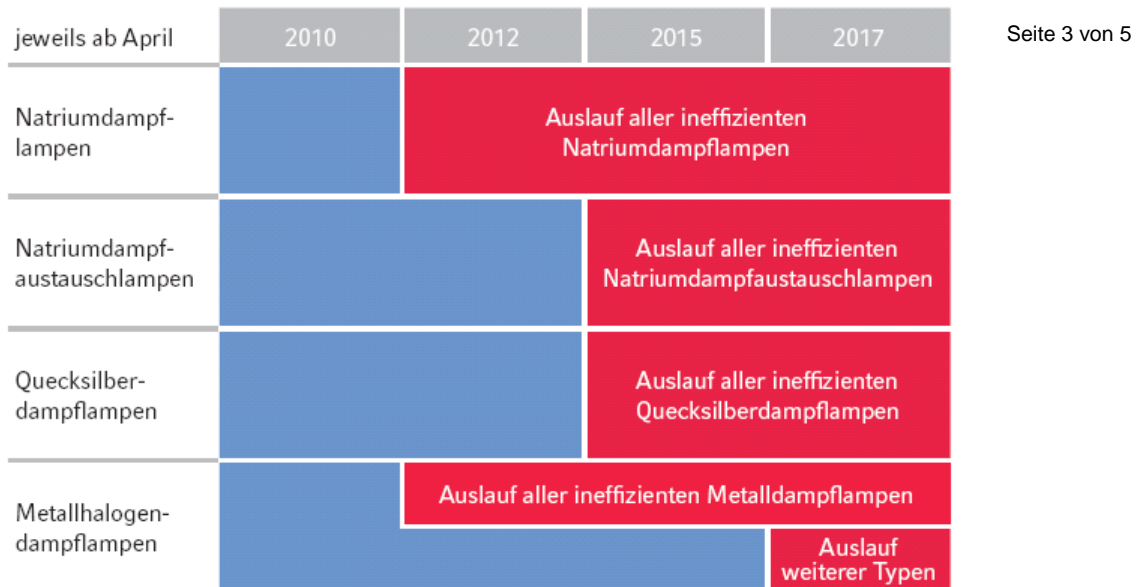 jeweils ab April 2010 2012 2015 2017
Seite 3 von 5
Natriumdampf-
lampen
Auslauf aller ineffizienten
Natriumdampflampen
Natriumdampf-
austauschlampen
Auslauf aller ineffizienten
Natriumdampfaustauschlampen
Quecksilber-
dampflampen
Auslauf aller ineffizienten
Quecksilberdampflampen
Metallhalogen-
dampflampen
Auslauf aller ineffizienten Metalldampflampen
Auslauf
weiterer Typen